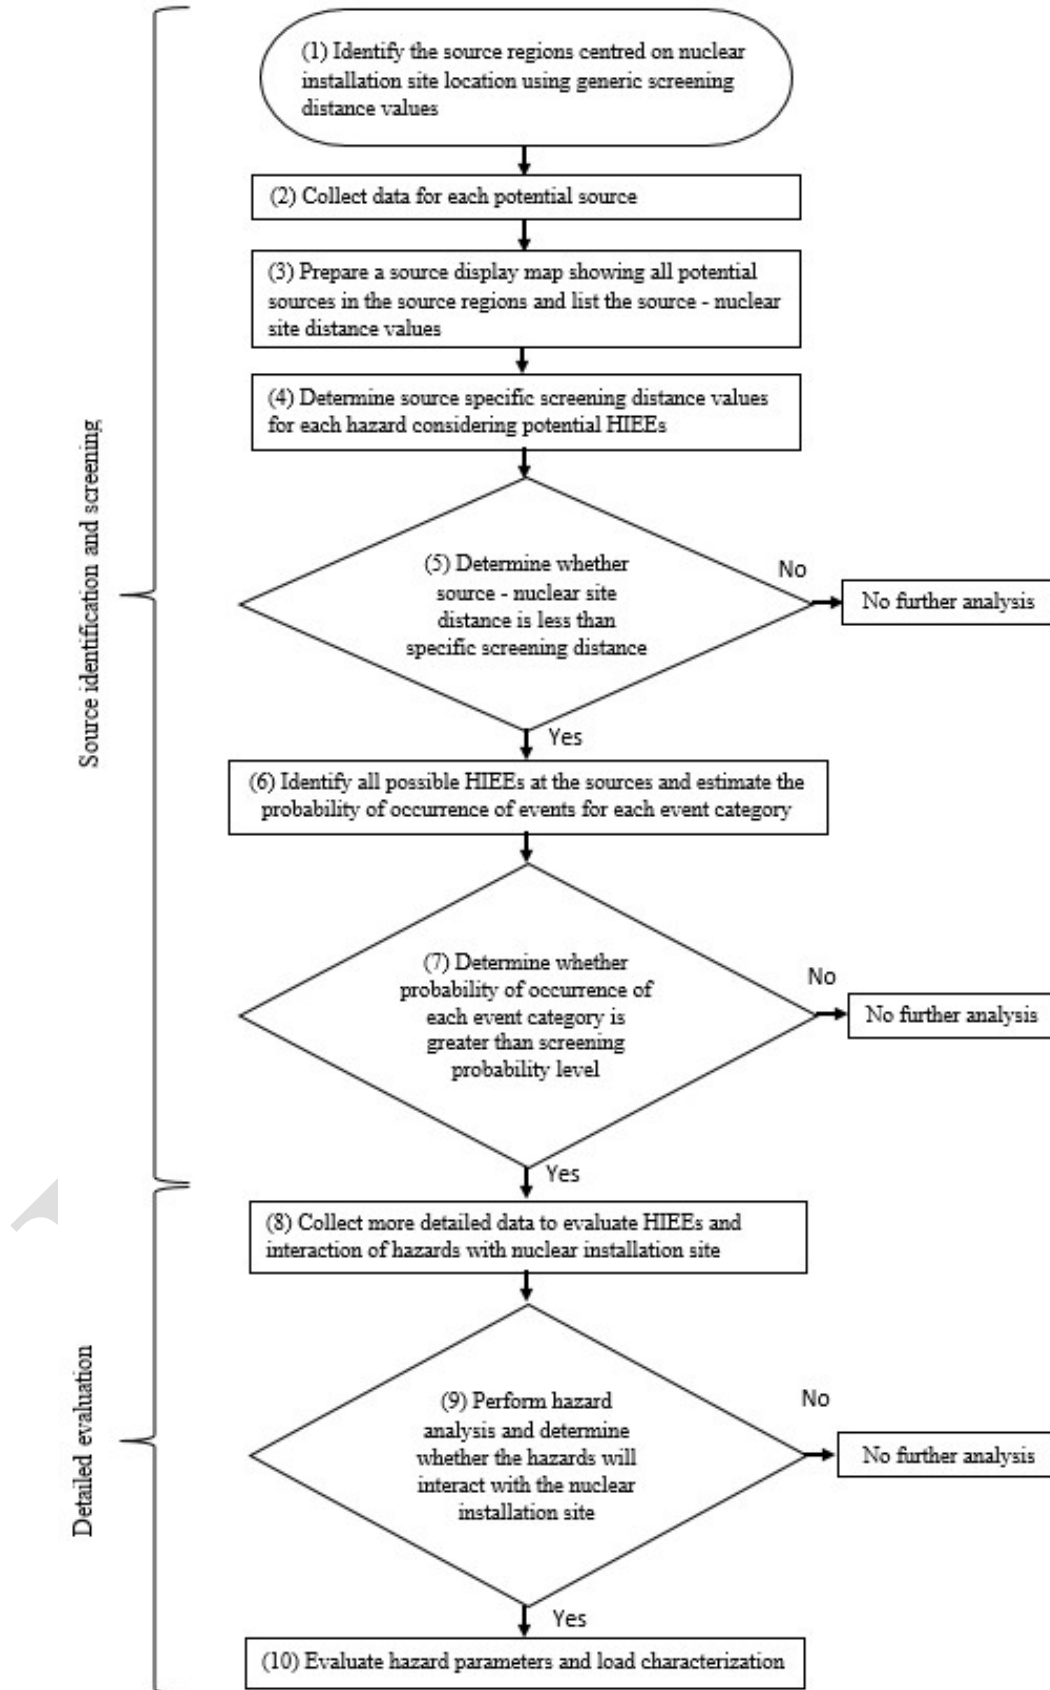 (1) Identify the source regions centred on nuclear
installation site location using generic screening
distance values
(2) Collect data for each potential source
(3) Prepare a source display map showing all potential
sources in the source regions and list the source - nuclear
site distance values
(4) Determine source specific screening distance values
for each hazard considering potential HIEEs
Source identification and screening
(5) Determine whether
source - nuclear site
distance is less than
specific screening distance
No
No further analysis
Yes
(6) Identify all possible HIEEs at the sources and estimate the
probability of occurrence of events for each event category
(7) Determine whether
probability of occurrence of
each event category is
greater than screening
probability level
No
No further analysis
Yes
(8) Collect more detailed data to evaluate HIEEs and
interaction of hazards with nuclear installation site
Detailed evaluation
(9) Perform hazard
analysis and determine
whether the hazards will
interact with the nuclear
installation site
No
No further analysis
Yes
(10) Evaluate hazard parameters and load characterization